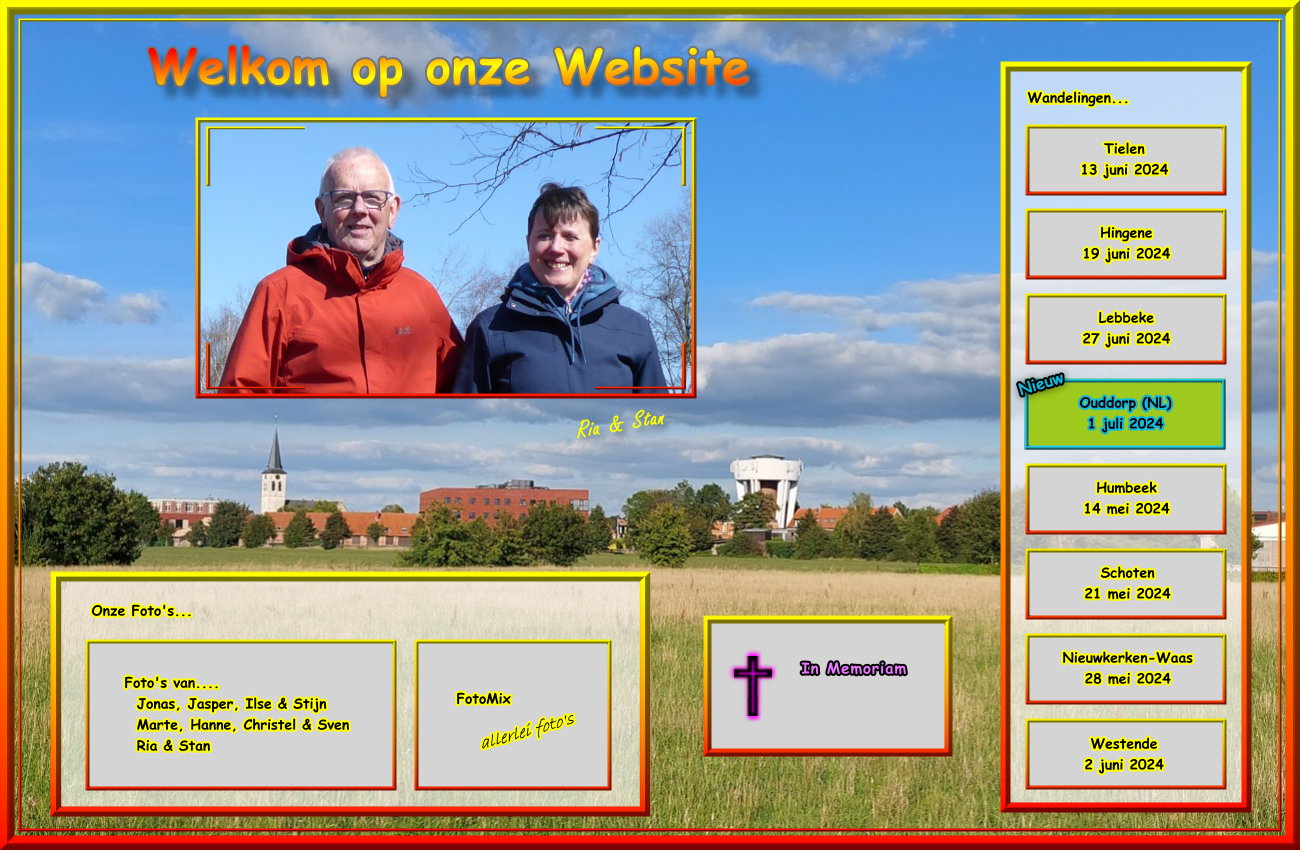 Welkom op onze Website
Ria & Stan
Wandelingen...
Tielen
13 juni 2024
Hingene
19 juni 2024
Lebbeke
27 juni 2024
Nieuw
Ouddorp (NL)
1 juli 2024
Humbeek
14 mei 2024
Schoten
21 mei 2024
Nieuwkerken-Waas
28 mei 2024
Westende
2 juni 2024
Onze Foto's...
Foto's van....
Jonas, Jasper, Ilse & Stijn
Marte, Hanne, Christel & Sven
Ria & Stan
FotoMix
allerlei foto's
In Memoriam